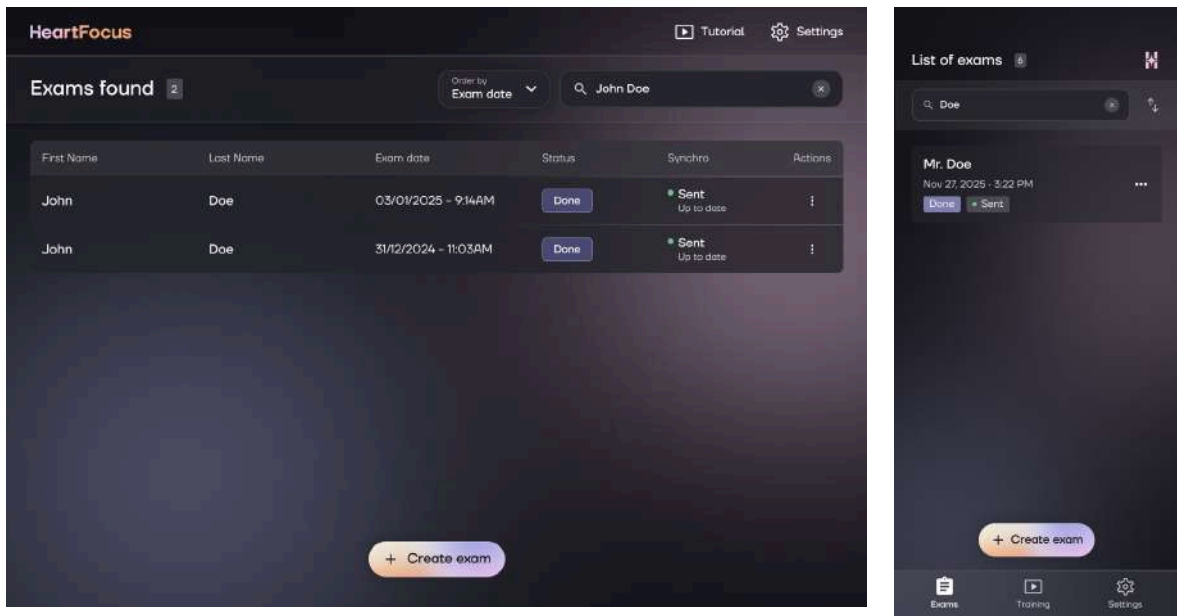 HeartFocus
Tutorial
Settings
Exams found 2
Order by
Exam date
John Doe
First Name Last Name Exam date Status Synchro Actions
John Doe 03/01/2025 - 9:14AM Done Sent
Up to date
John Doe 31/12/2024 - 11:03AM Done Sent
Up to date
+ Create exam
List of exams 6
Doe
Mr. Doe
Nov 27, 2025 - 3:22 PM
Done Sent
+ Create exam
Exams Training Settings